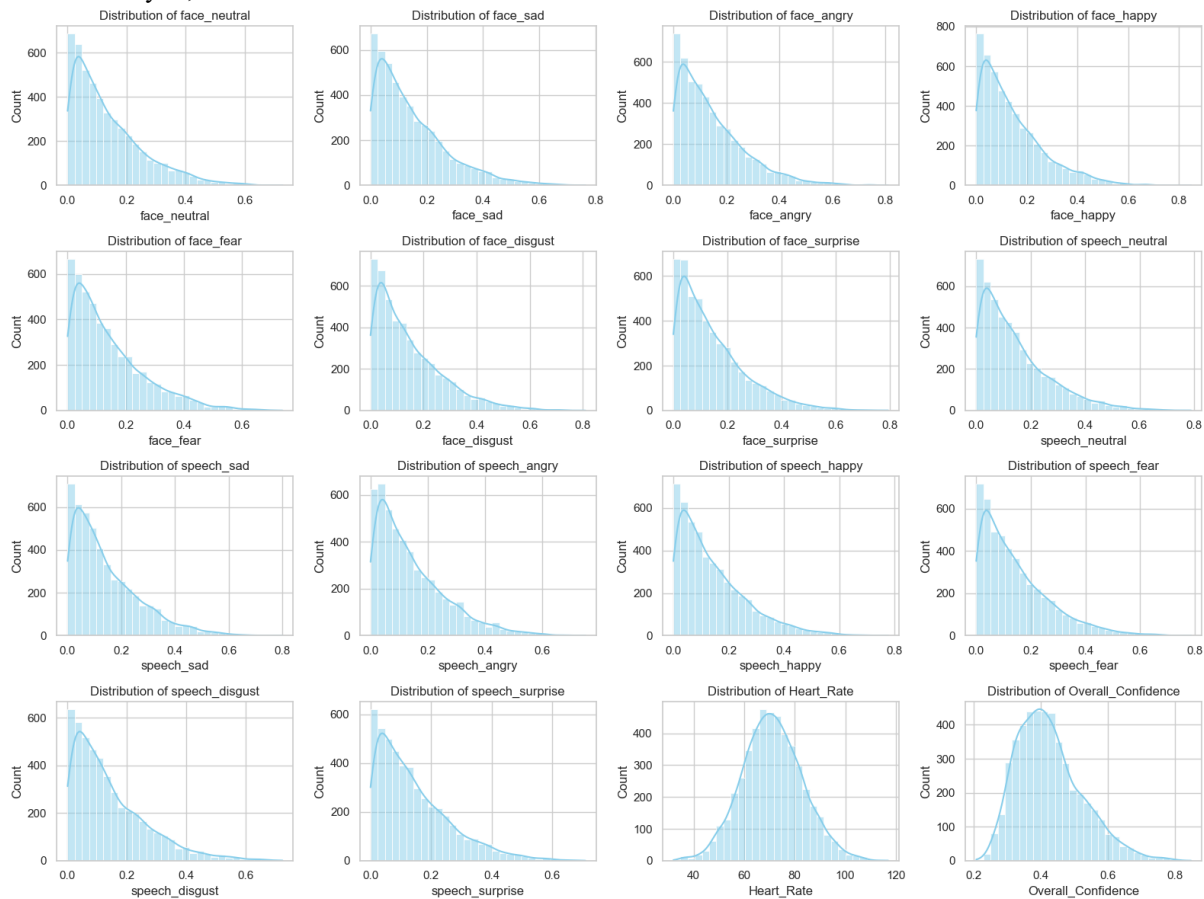 Distribution of face_neutral
Count
600
400
200
0
0.0 0.2 0.4 0.6
face_neutral
Distribution of face_sad
Count
600
400
200
0
0.0 0.2 0.4 0.6 0.8
face_sad
Distribution of face_angry
Count
600
400
200
0
0.0 0.2 0.4 0.6 0.8
face_angry
Distribution of face_happy
Count
800
600
400
200
0
0.0 0.2 0.4 0.6 0.8
face_happy
Distribution of face_fear
Count
600
400
200
0
0.0 0.2 0.4 0.6
face_fear
Distribution of face_disgust
Count
600
400
200
0
0.0 0.2 0.4 0.6 0.8
face_disgust
Distribution of face_surprise
Count
600
400
200
0
0.0 0.2 0.4 0.6 0.8
face_surprise
Distribution of speech_neutral
Count
600
400
200
0
0.0 0.2 0.4 0.6 0.8
speech_neutral
Distribution of speech_sad
Count
600
400
200
0
0.0 0.2 0.4 0.6 0.8
speech_sad
Distribution of speech_angry
Count
600
400
200
0
0.0 0.2 0.4 0.6
speech_angry
Distribution of speech_happy
Count
600
400
200
0
0.0 0.2 0.4 0.6 0.8
speech_happy
Distribution of speech_fear
Count
600
400
200
0
0.0 0.2 0.4 0.6 0.8
speech_fear
Distribution of speech_disgust
Count
600
400
200
0
0.0 0.2 0.4 0.6
speech_disgust
Distribution of speech_surprise
Count
600
400
200
0
0.0 0.2 0.4 0.6
speech_surprise
Distribution of Heart_Rate
Count
400
300
200
100
0
40 60 80 100 120
Heart_Rate
Distribution of Overall_Confidence
Count
400
300
200
100
0
0.2 0.4 0.6 0.8
Overall_Confidence